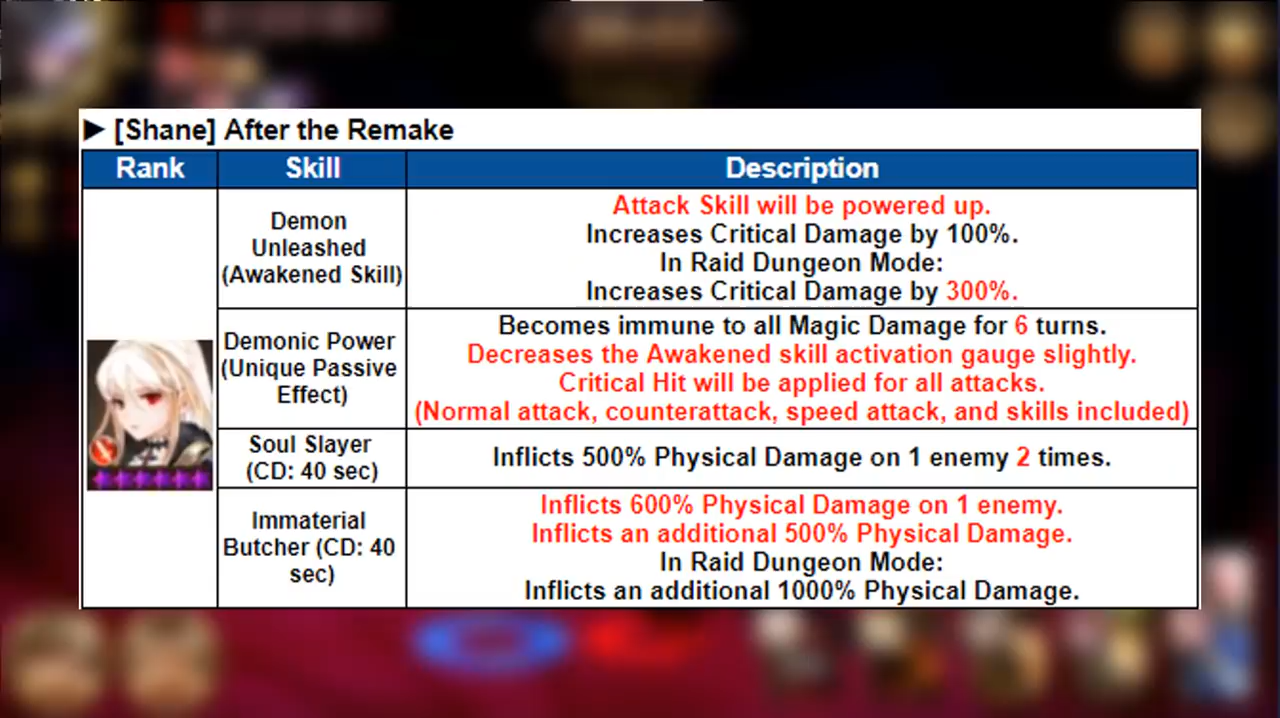 ▶ [Shane] After the Remake
Rank Skill Description
Demon
Unleashed
(Awakened Skill)
Attack Skill will be powered up.
Increases Critical Damage by 100%.
In Raid Dungeon Mode:
Increases Critical Damage by 300%.
Demonic Power
(Unique Passive
Effect)
Becomes immune to all Magic Damage for 6 turns.
Decreases the Awakened skill activation gauge slightly.
Critical Hit will be applied for all attacks.
(Normal attack, counterattack, speed attack, and skills included)
Soul Slayer
(CD: 40 sec)
Inflicts 500% Physical Damage on 1 enemy 2 times.
Immaterial
Butcher (CD: 40
sec)
Inflicts 600% Physical Damage on 1 enemy.
Inflicts an additional 500% Physical Damage.
In Raid Dungeon Mode:
Inflicts an additional 1000% Physical Damage.